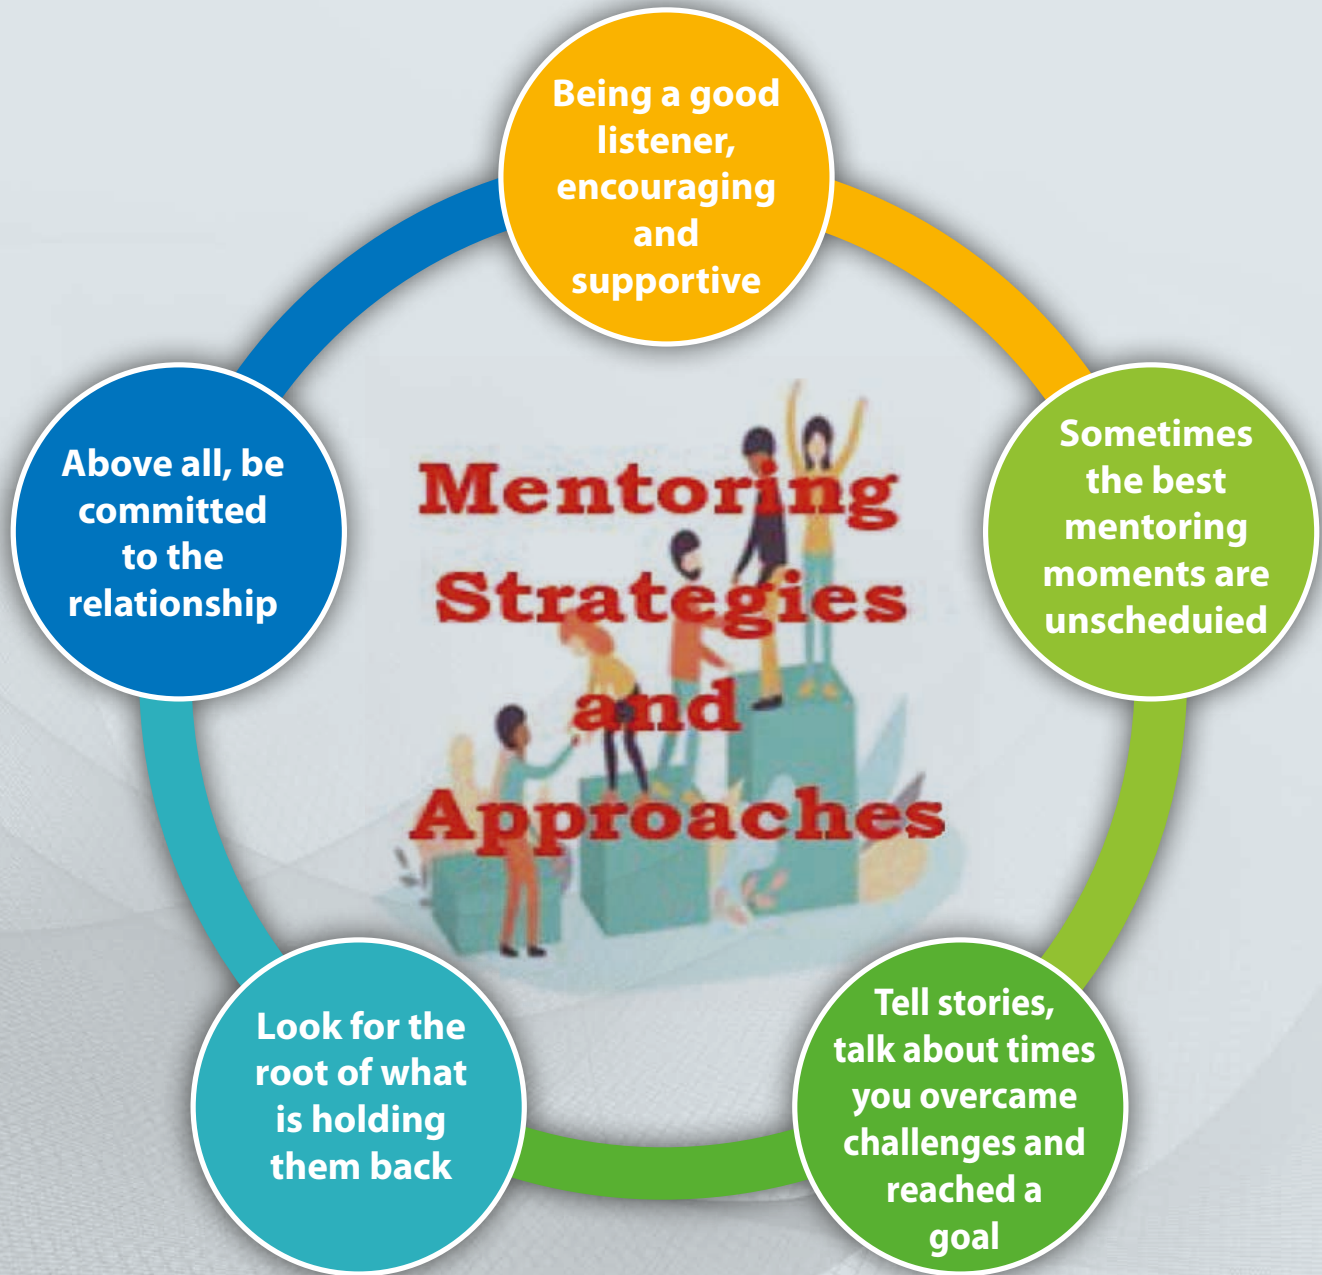 Being a good
listener,
encouraging
and
supportive
Sometimes
the best
mentoring
moments are
unscheduied
Tell stories,
talk about times
you overcame
challenges and
reached a
goal
Look for the
root of what
is holding
them back
Above all, be
committed
to the
relationship
Mentoring
Strategies
and
Approaches